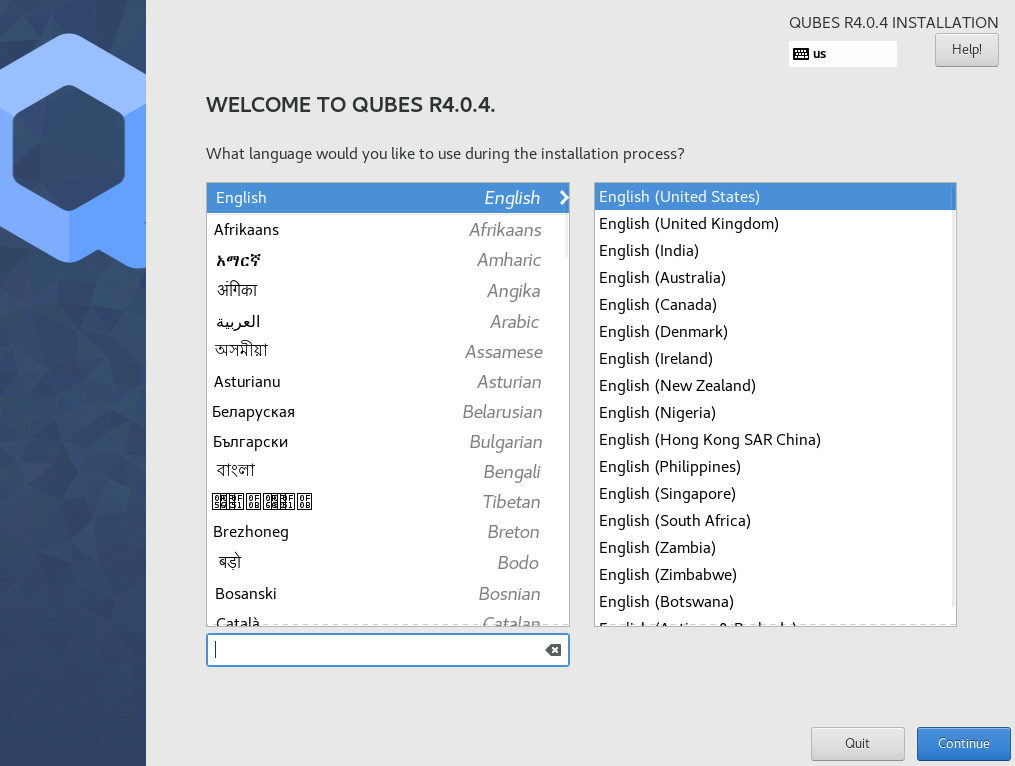 QUBES R4.0.4 INSTALLATION
us
Help!
WELCOME TO QUBES R4.0.4.
What language would you like to use during the installation process?
English English
Afrikaans Afrikaans
አማርኛ Amharic
अंगिका Angika
العربية Arabic
অসমীয়া Assamese
Asturianu Asturian
Беларуская Belarusian
Български Bulgarian
বাংলা Bengali
Tibetan
Brezhoneg Breton
बड़ो Bodo
Bosanski Bosnian
Català Catalan
English (United States)
English (United Kingdom)
English (India)
English (Australia)
English (Canada)
English (Denmark)
English (Ireland)
English (New Zealand)
English (Nigeria)
English (Hong Kong SAR China)
English (Philippines)
English (Singapore)
English (South Africa)
English (Zambia)
English (Zimbabwe)
English (Botswana)
English (Antigua & Barbuda)
Quit
Continue